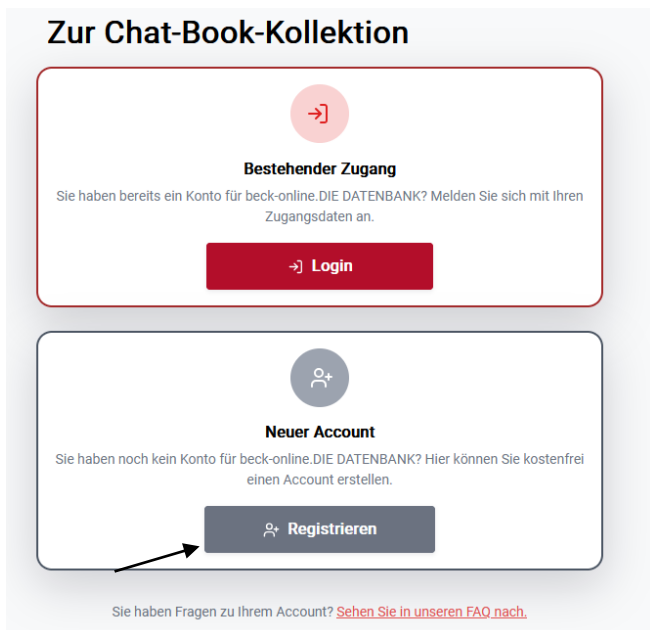 Zur Chat-Book-Kollektion
Bestehender Zugang
Sie haben bereits ein Konto für beck-online.DIE DATENBANK? Melden Sie sich mit Ihren
Zugangsdaten an.
Login
Neuer Account
Sie haben noch kein Konto für beck-online.DIE DATENBANK? Hier können Sie kostenfrei
einen Account erstellen.
Registrieren
Sie haben Fragen zu Ihrem Account? Sehen Sie in unseren FAQ nach.